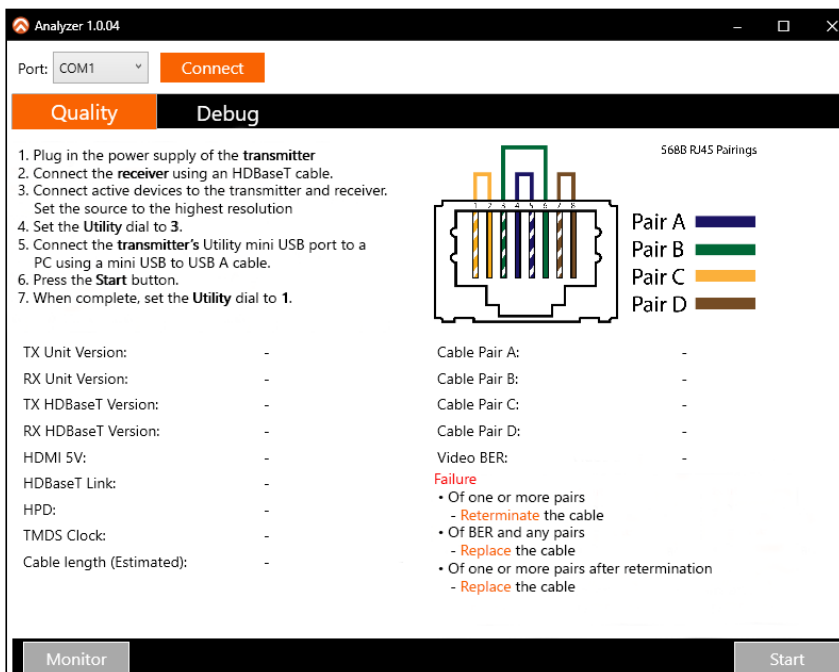 Analyzer 1.0.04
Port: COM1 Connect
Quality Debug
1. Plug in the power supply of the transmitter
2. Connect the receiver using an HDBaseT cable.
3. Connect active devices to the transmitter and receiver.
Set the source to the highest resolution
4. Set the Utility dial to 3.
5. Connect the transmitter's Utility mini USB port to a
PC using a mini USB to USB A cable.
6. Press the Start button.
7. When complete, set the Utility dial to 1.
568B RJ45 Pairings
1 2 3 4 5 6 7 8
Pair A
Pair B
Pair C
Pair D
TX Unit Version: -
RX Unit Version: -
TX HDBaseT Version: -
RX HDBaseT Version: -
HDMI 5V: -
HDBaseT Link: -
HPD: -
TMDS Clock: -
Cable length (Estimated): -
Cable Pair A: -
Cable Pair B: -
Cable Pair C: -
Cable Pair D: -
Video BER: -
Failure
• Of one or more pairs
- Reterminate the cable
• Of BER and any pairs
- Replace the cable
• Of one or more pairs after retermination
- Replace the cable
Monitor Start